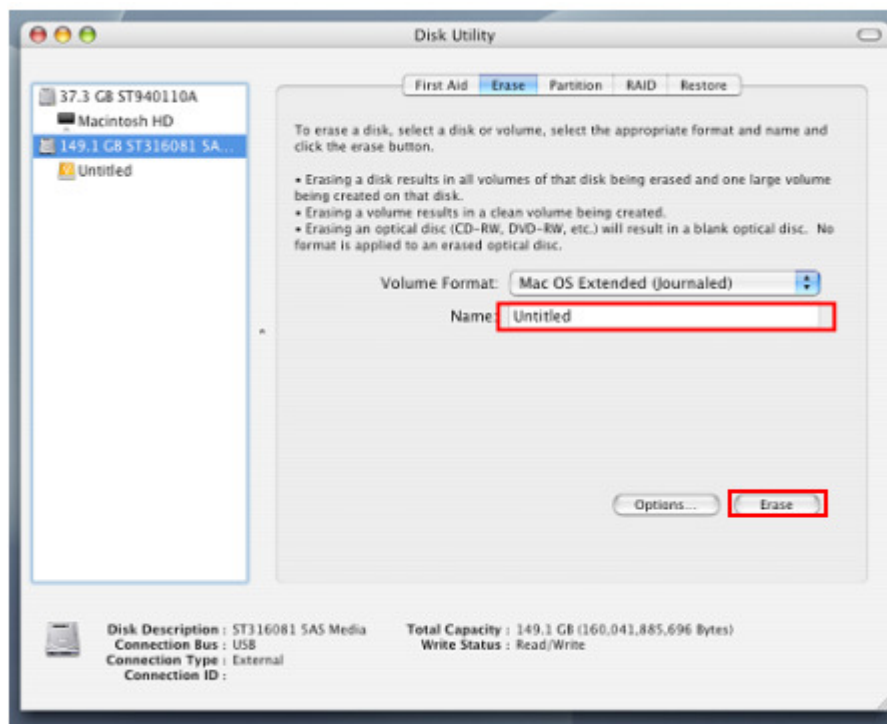 Disk Utility
37.3 GB ST940110A
Macintosh HD
149.1 GB ST316081 5A...
Untitled
First Aid Erase Partition RAID Restore
To erase a disk, select a disk or volume, select the appropriate format and name and
click the erase button.
• Erasing a disk results in all volumes of that disk being erased and one large volume
being created on that disk.
• Erasing a volume results in a clean volume being created.
• Erasing an optical disc (CD-RW, DVD-RW, etc.) will result in a blank optical disc. No
format is applied to an erased optical disc.
Volume Format: Mac OS Extended (Journaled)
Name: Untitled
Options... Erase
Disk Description : ST316081 5AS Media
Connection Bus : USB
Connection Type : External
Connection ID :
Total Capacity : 149.1 GB (160,041,885,696 Bytes)
Write Status : Read/Write